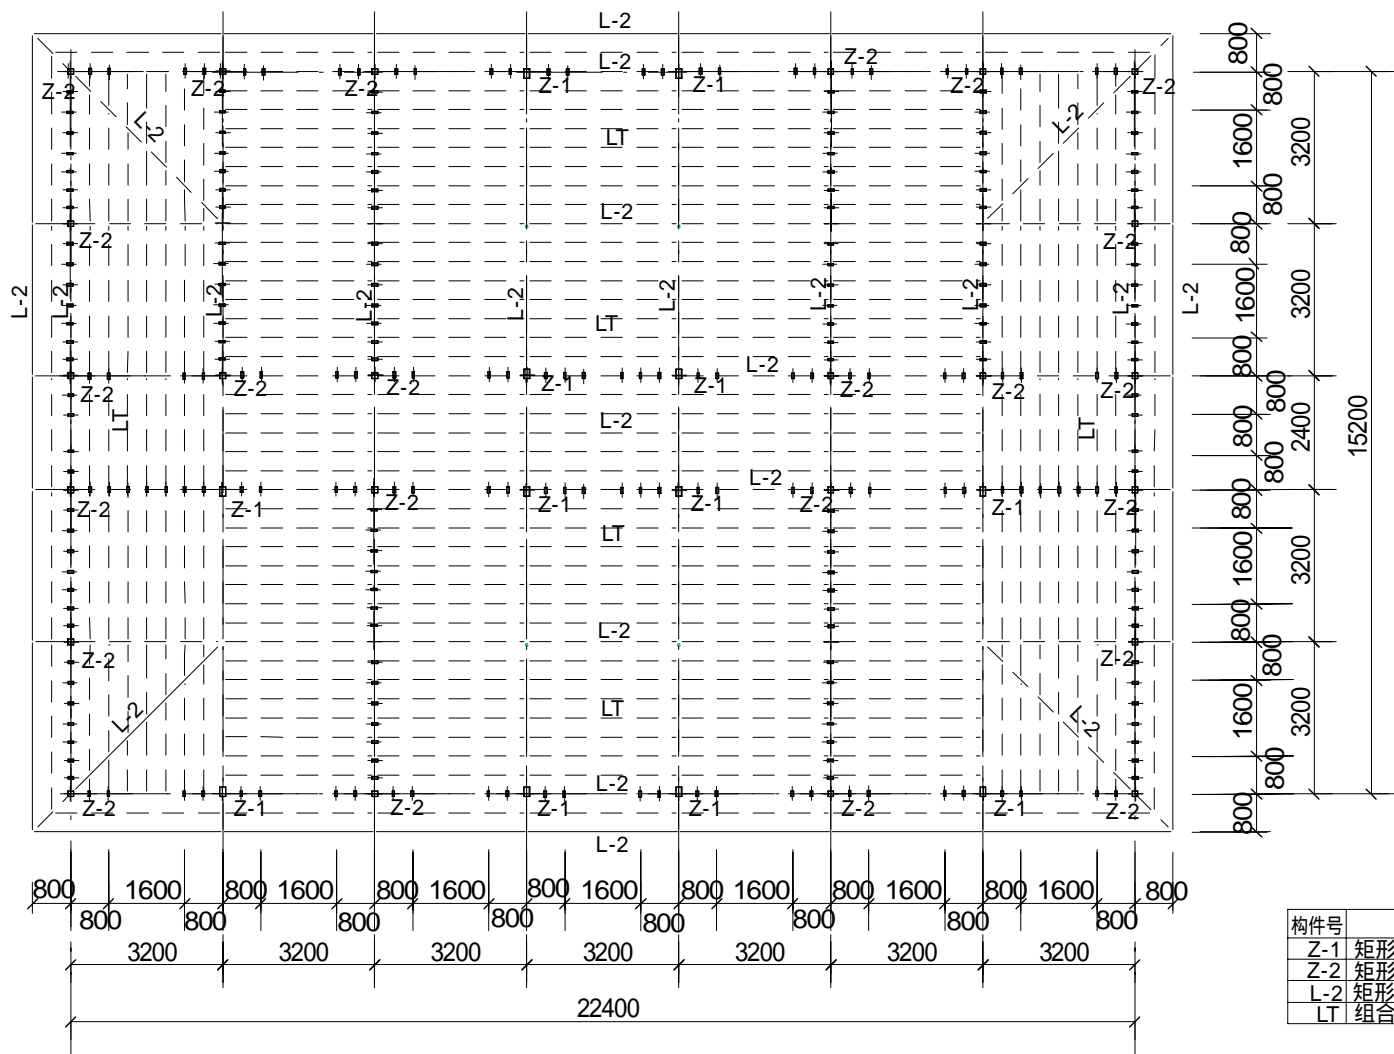 L-2
L-2
Z-2
Z-2 Z-2 Z-2 Z-1 Z-1 Z-2 Z-2
L-2 L-2
LT
L-2
Z-2 Z-2
L-2 L-2 L-2 L-2 L-2 L-2 L-2 L-2 L-2 L-2
LT
L-2
Z-2 Z-2 Z-2 Z-1 Z-1 Z-2 Z-2 Z-2
LT L-2 LT
L-2
Z-2 Z-1 Z-2 Z-1 Z-1 Z-2 Z-1 Z-2
LT
L-2
Z-2 Z-2
L-2 LT L-2
L-2
Z-2 Z-1 Z-2 Z-1 Z-1 Z-2 Z-1 Z-2
L-2
800 1600 800 1600 800 1600 800 1600 800 1600 800 1600 800 1600 800
800 800 800 800 800 800 800 800
3200 3200 3200 3200 3200 3200 3200
22400
800
800
1600
3200
800
800
1600
3200
800
800
800
2400
800
800
1600
3200
800
800
1600
3200
800
800
15200
构件号
Z-1 矩形
Z-2 矩形
L-2 矩形
LT 组合